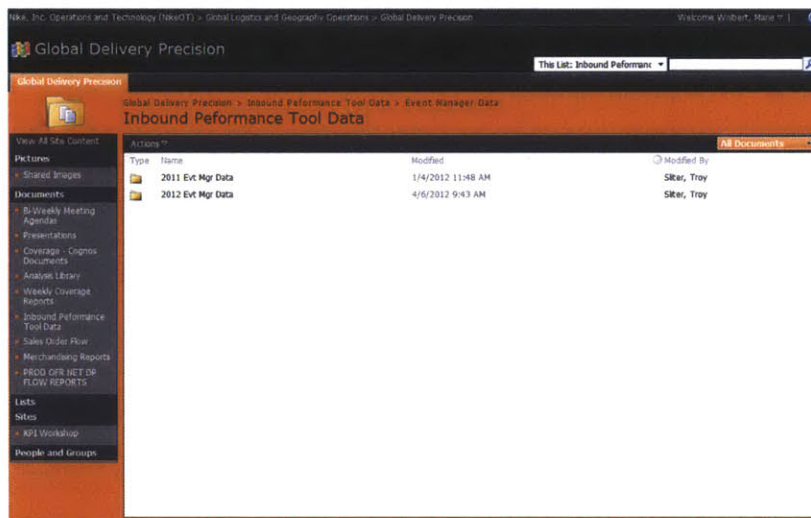 Nike, Inc. Operations and Technology (NikeOT) > Global Logistics and Geography Operations > Global Delivery Precision
Welcome Wisbert, Marie
Global Delivery Precision
This List: Inbound Peformanc
Global Delivery Precision
Global Delivery Precision > Inbound Peformance Tool Data > Event Manager Data
Inbound Peformance Tool Data
View All Site Content
Pictures
Shared Images
Documents
Bi-Weekly Meeting
Agendas
Presentations
Coverage - Cognos
Documents
Analysis Library
Weekly Coverage
Reports
Inbound Peformance
Tool Data
Sales Order Flow
Merchandising Reports
PROD OFR NET DP
FLOW REPORTS
Lists
Sites
KPI Workshop
People and Groups
Actions
All Documents
Type Name Modified Modified By
2011 Evt Mgr Data 1/4/2012 11:48 AM Sliter, Troy
2012 Evt Mgr Data 4/6/2012 9:43 AM Sliter, Troy